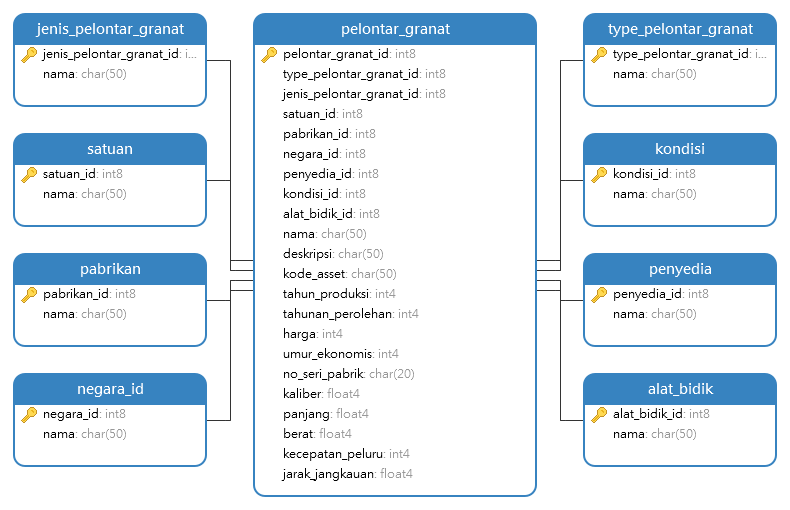 jenis_pelontar_granat
jenis_pelontar_granat_id: i...
nama: char(50)
satuan
satuan_id: int8
nama: char(50)
pabrikan
pabrikan_id: int8
nama: char(50)
negara_id
negara_id: int8
nama: char(50)
pelontar_granat
pelontar_granat_id: int8
type_pelontar_granat_id: int8
jenis_pelontar_granat_id: int8
satuan_id: int8
pabrikan_id: int8
negara_id: int8
penyedia_id: int8
kondisi_id: int8
alat_bidik_id: int8
nama: char(50)
deskripsi: char(50)
kode_asset: char(50)
tahun_produksi: int4
tahunan_perolehan: int4
harga: int4
umur_ekonomis: int4
no_seri_pabrik: char(20)
kaliber: float4
panjang: float4
berat: float4
kecepatan_peluru: int4
jarak_jangkauan: float4
type_pelontar_granat
type_pelontar_granat_id: i...
nama: char(50)
kondisi
kondisi_id: int8
nama: char(50)
penyedia
penyedia_id: int8
nama: char(50)
alat_bidik
alat_bidik_id: int8
nama: char(50)